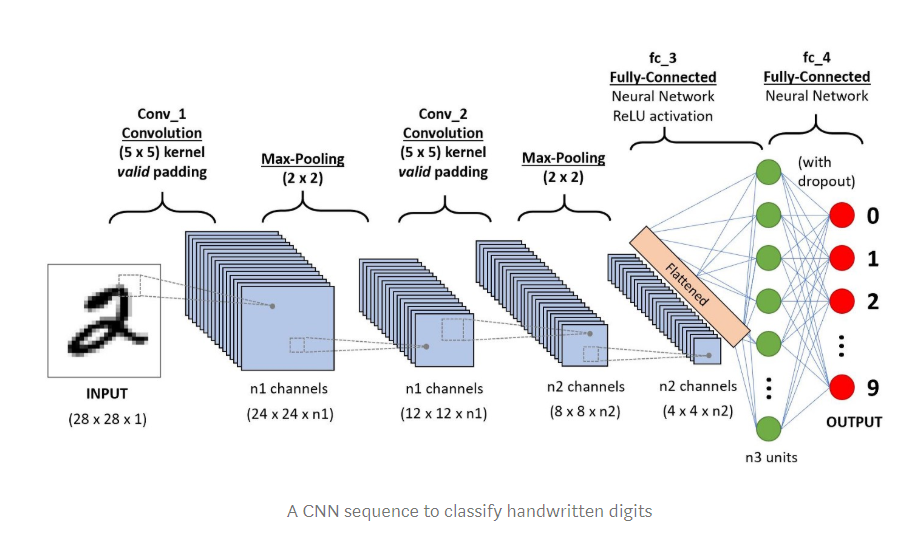 Conv_1
Convolution
(5 x 5) kernel
valid padding
Max-Pooling
(2 x 2)
Conv_2
Convolution
(5 x 5) kernel
valid padding
Max-Pooling
(2 x 2)
fc_3
Fully-Connected
Neural Network
ReLU activation
fc_4
Fully-Connected
Neural Network
(with
dropout)
2
INPUT
(28 x 28 x 1)
n1 channels
(24 x 24 x n1)
n1 channels
(12 x 12 x n1)
n2 channels
(8 x 8 x n2)
n2 channels
(4 x 4 x n2)
Flattened
n3 units
0
1
2
9
OUTPUT
A CNN sequence to classify handwritten digits